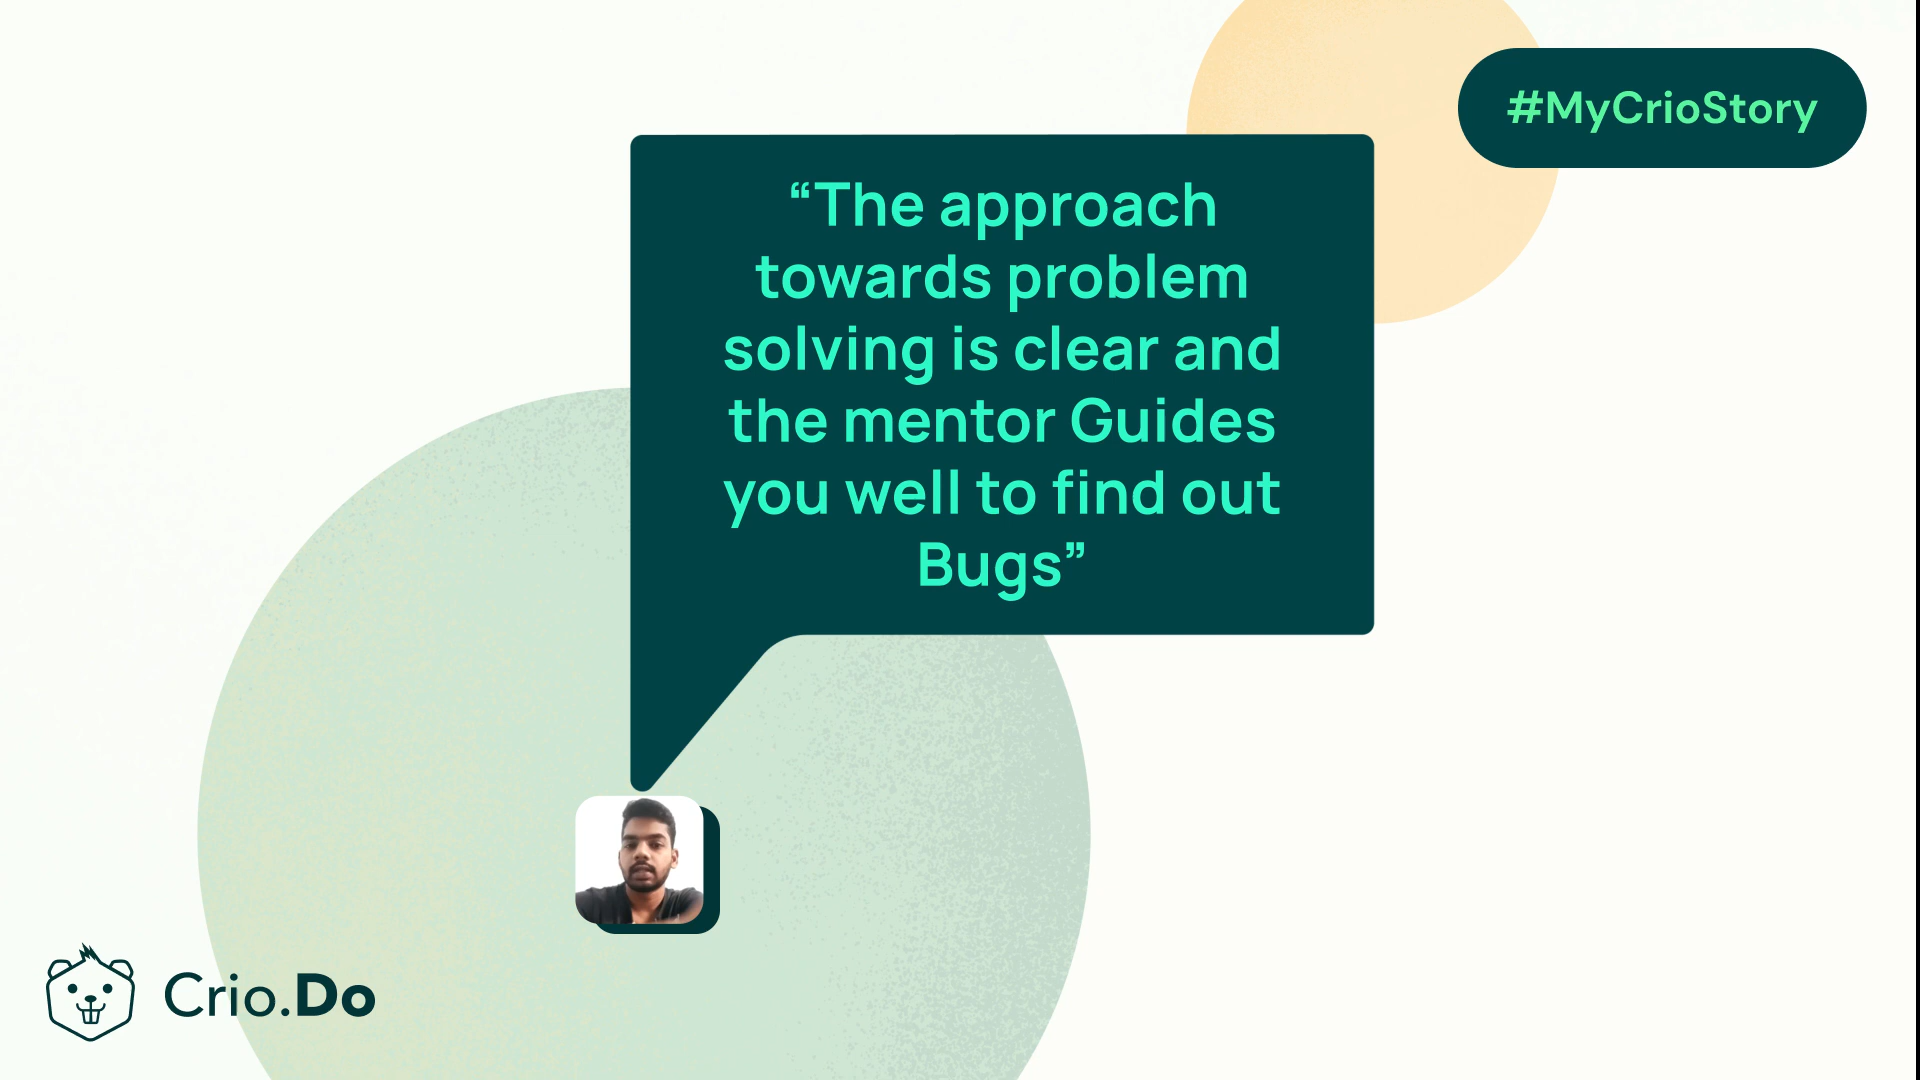 #MyCrioStory
“The approach
towards problem
solving is clear and
the mentor Guides
you well to find out
Bugs”
Crio.Do